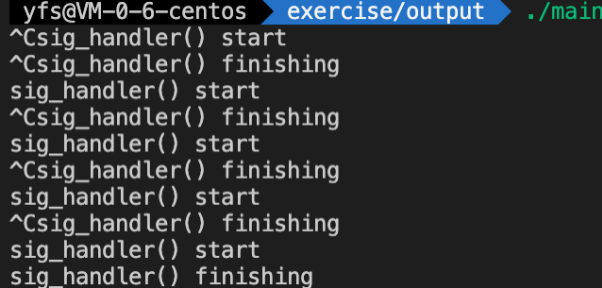 yfs@VM-0-6-centos exercise/output ./main
^Csig_handler() start
^Csig_handler() finishing
sig_handler() start
^Csig_handler() finishing
sig_handler() start
^Csig_handler() finishing
sig_handler() start
^Csig_handler() finishing
sig_handler() start
sig_handler() finishing